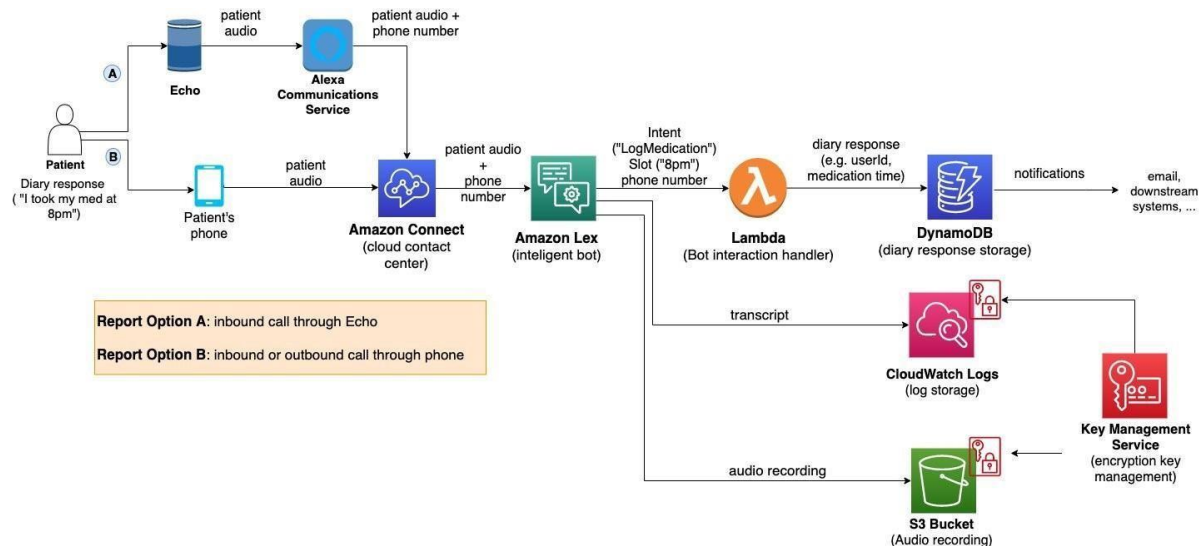 patient
audio
patient audio +
phone number
A
Echo
Alexa
Communications
Service
B
Patient
Diary response
( "I took my med at
8pm")
Patient's
phone
patient
audio
Amazon Connect
(cloud contact
center)
patient audio
+
phone
number
Amazon Lex
(inteligent bot)
Intent
("LogMedication")
Slot ("8pm")
phone number
Lambda
(Bot interaction handler)
diary response
(e.g. userId,
medication time)
DynamoDB
(diary response storage)
notifications
email,
downstream
systems, ...
Report Option A: inbound call through Echo
Report Option B: inbound or outbound call through phone
transcript
CloudWatch Logs
(log storage)
Key Management
Service
(encryption key
management)
audio recording
S3 Bucket
(Audio recording)